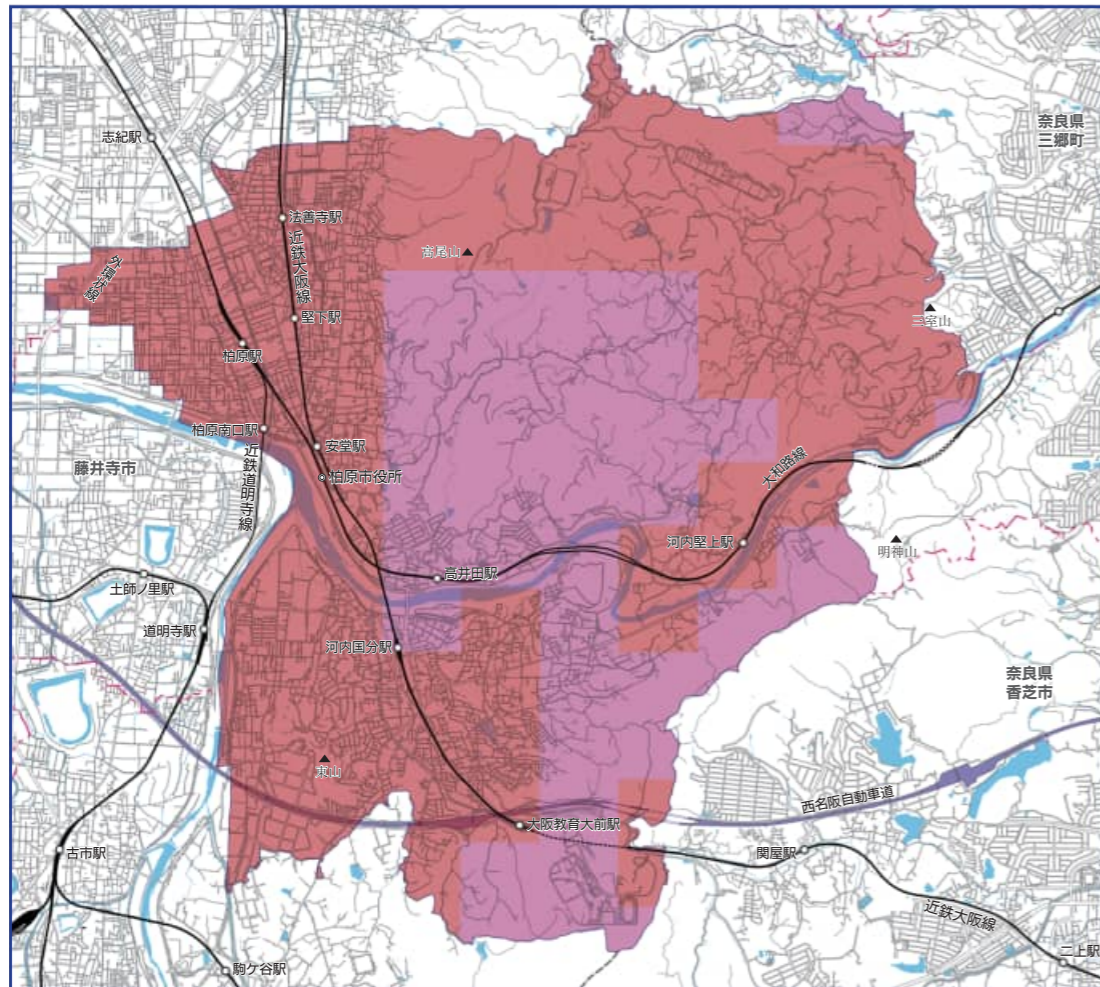 奈良県
三郷町
志紀駅
法善寺駅
近鉄大阪線
高尾山
外環状線
堅下駅
三室山
柏原駅
柏原南口駅
安堂駅
藤井寺市
柏原市役所
近鉄道明寺線
大和路線
河内堅上駅
明神山
高井田駅
土師ノ里駅
道明寺駅
河内国分駅
奈良県
香芝市
東山
西名阪自動車道
大阪教育大前駅
古市駅
関屋駅
近鉄大阪線
駒ケ谷駅
二上駅